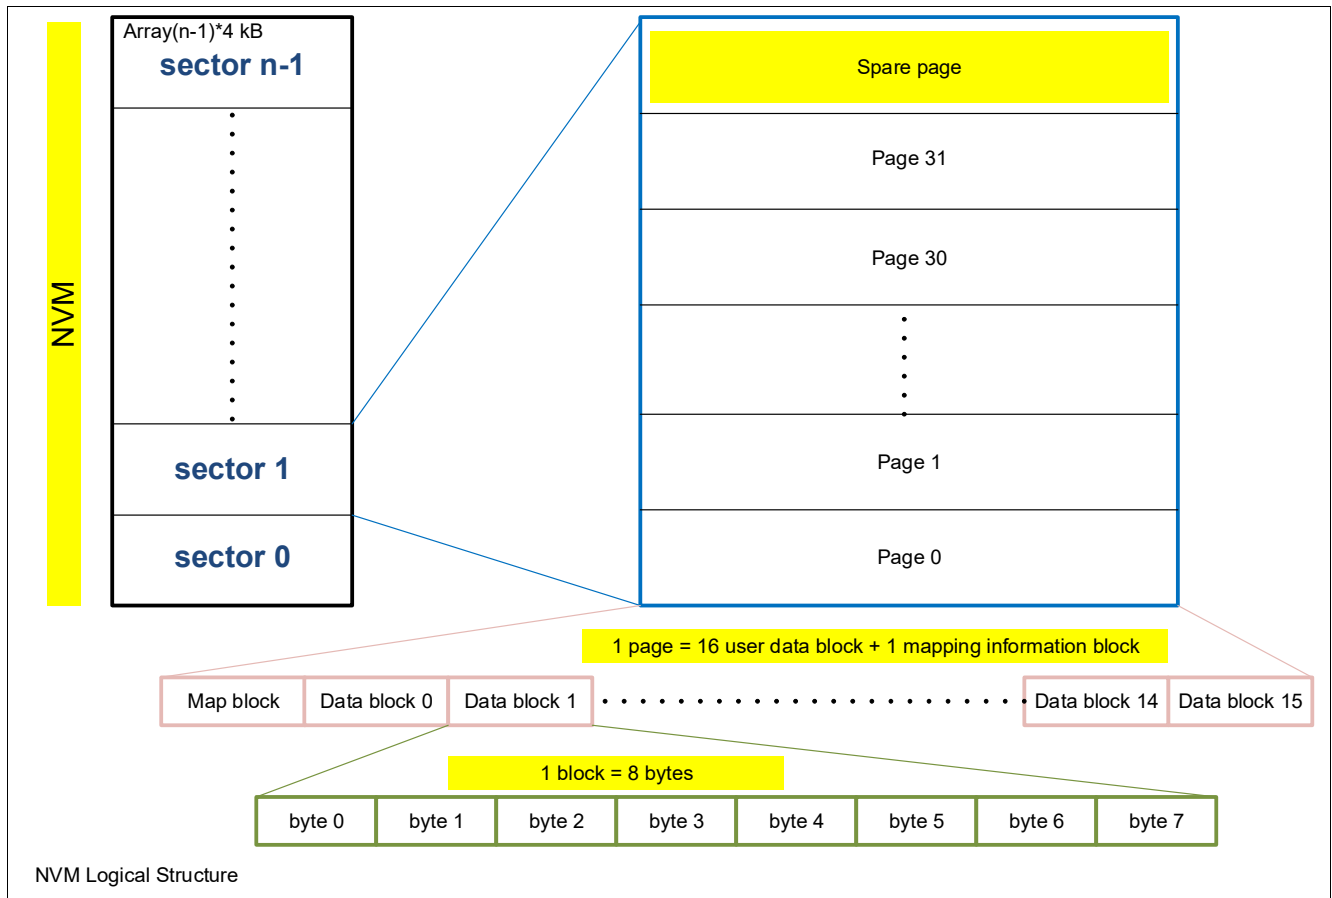 NVM
Array(n-1)*4 kB
sector n-1
sector 1
sector 0
Spare page
Page 31
Page 30
Page 1
Page 0
1 page = 16 user data block + 1 mapping information block
Map block
Data block 0
Data block 1
Data block 14
Data block 15
1 block = 8 bytes
byte 0
byte 1
byte 2
byte 3
byte 4
byte 5
byte 6
byte 7
NVM Logical Structure